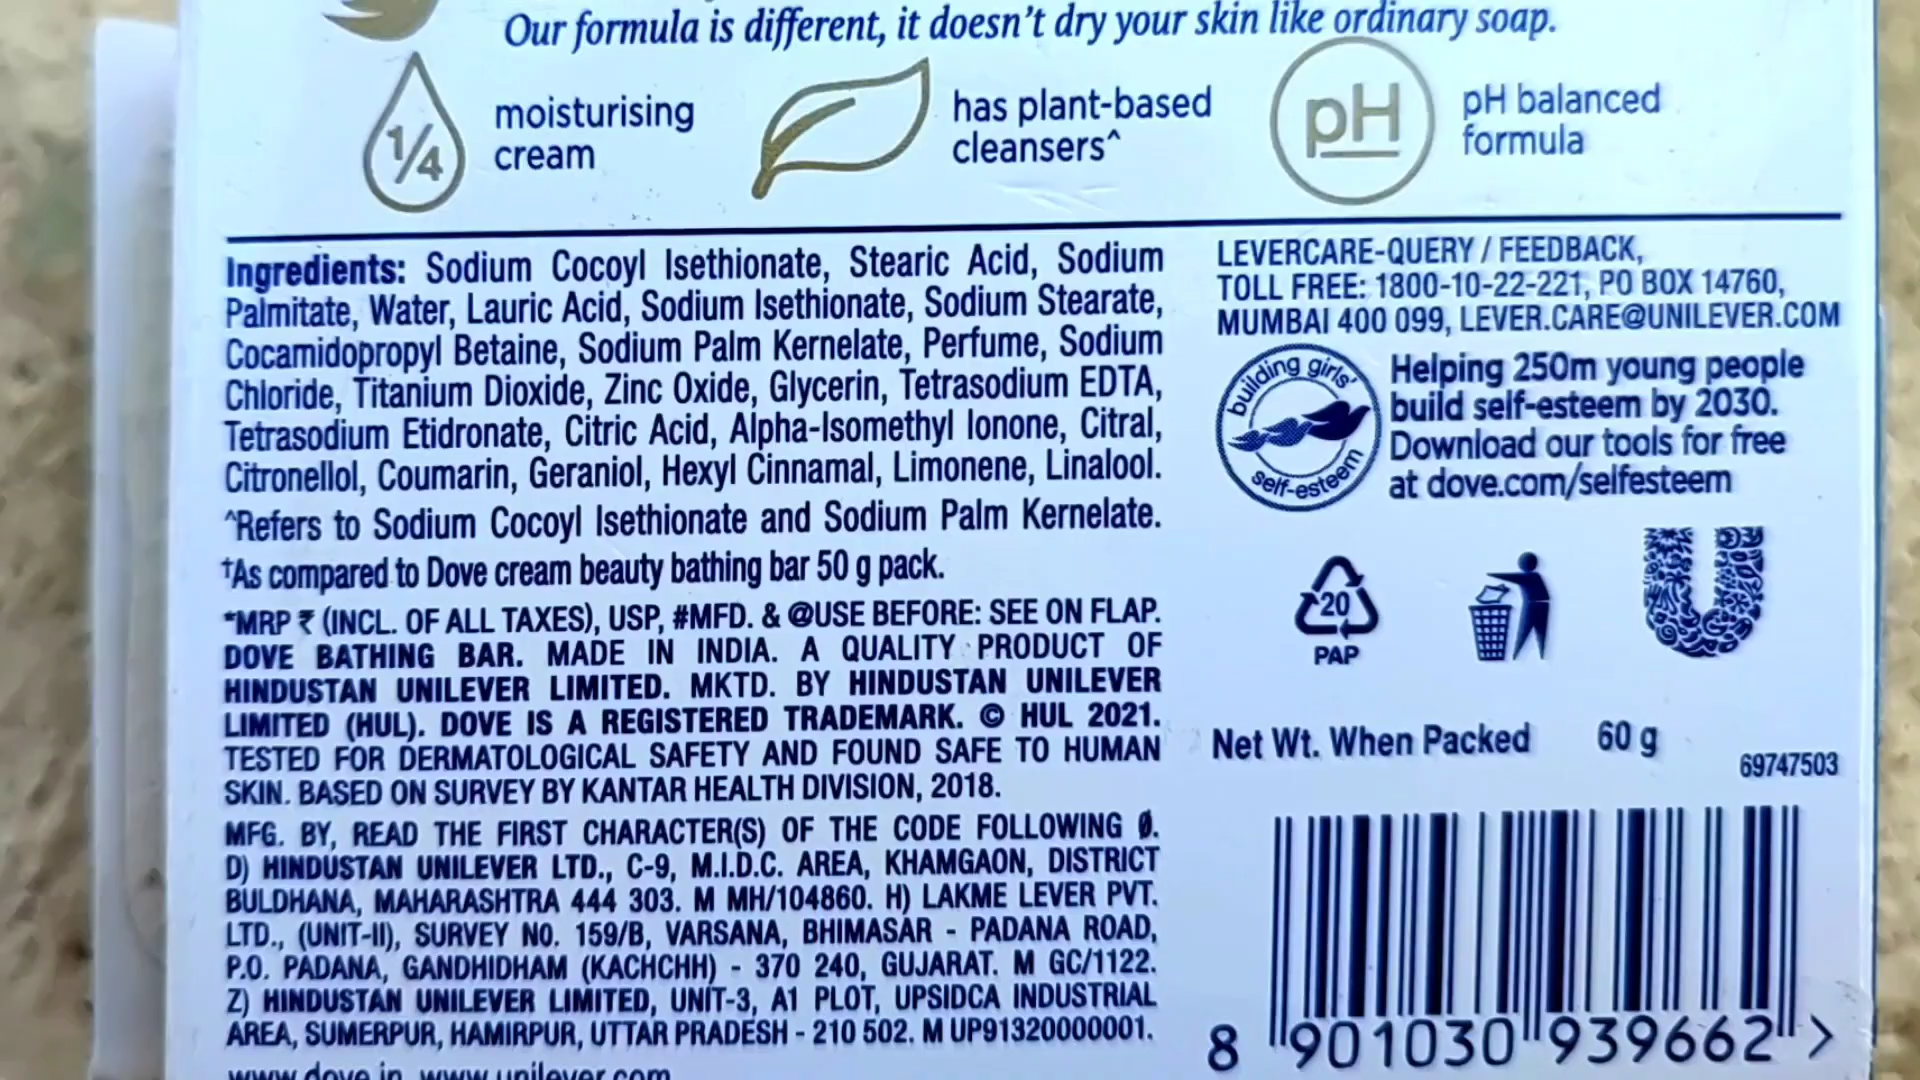 Our formula is different, it doesn't dry your skin like ordinary soap.
1/4
moisturising
cream
has plant-based
cleansers^
pH
pH balanced
formula
Ingredients: Sodium Cocoyl Isethionate, Stearic Acid, Sodium
Palmitate, Water, Lauric Acid, Sodium Isethionate, Sodium Stearate,
Cocamidopropyl Betaine, Sodium Palm Kernelate, Perfume, Sodium
Chloride, Titanium Dioxide, Zinc Oxide, Glycerin, Tetrasodium EDTA,
Tetrasodium Etidronate, Citric Acid, Alpha-Isomethyl Ionone, Citral,
Citronellol, Coumarin, Geraniol, Hexyl Cinnamal, Limonene, Linalool.
^Refers to Sodium Cocoyl Isethionate and Sodium Palm Kernelate.
†As compared to Dove cream beauty bathing bar 50 g pack.
*MRP ₹ (INCL. OF ALL TAXES), USP, #MFD. & @USE BEFORE: SEE ON FLAP.
DOVE BATHING BAR. MADE IN INDIA. A QUALITY PRODUCT OF
HINDUSTAN UNILEVER LIMITED. MKTD. BY HINDUSTAN UNILEVER
LIMITED (HUL). DOVE IS A REGISTERED TRADEMARK. © HUL 2021.
TESTED FOR DERMATOLOGICAL SAFETY AND FOUND SAFE TO HUMAN
SKIN. BASED ON SURVEY BY KANTAR HEALTH DIVISION, 2018.
MFG. BY, READ THE FIRST CHARACTER(S) OF THE CODE FOLLOWING Ø.
D) HINDUSTAN UNILEVER LTD., C-9, M.I.D.C. AREA, KHAMGAON, DISTRICT
BULDHANA, MAHARASHTRA 444 303. M MH/104860. H) LAKME LEVER PVT.
LTD., (UNIT-II), SURVEY NO. 159/B, VARSANA, BHIMASAR - PADANA ROAD,
P.O. PADANA, GANDHIDHAM (KACHCHH) - 370 240, GUJARAT. M GC/1122.
Z) HINDUSTAN UNILEVER LIMITED, UNIT-3, A1 PLOT, UPSIDCA INDUSTRIAL
AREA, SUMERPUR, HAMIRPUR, UTTAR PRADESH - 210 502. M UP91320000001.
www.dove.in www.unilever.com
LEVERCARE-QUERY / FEEDBACK,
TOLL FREE: 1800-10-22-221, PO BOX 14760,
MUMBAI 400 099, LEVER.CARE@UNILEVER.COM
building girls'
self-esteem
Helping 250m young people
build self-esteem by 2030.
Download our tools for free
at dove.com/selfesteem
20
PAP
Net Wt. When Packed 60 g
69747503
8 901030 939662 >